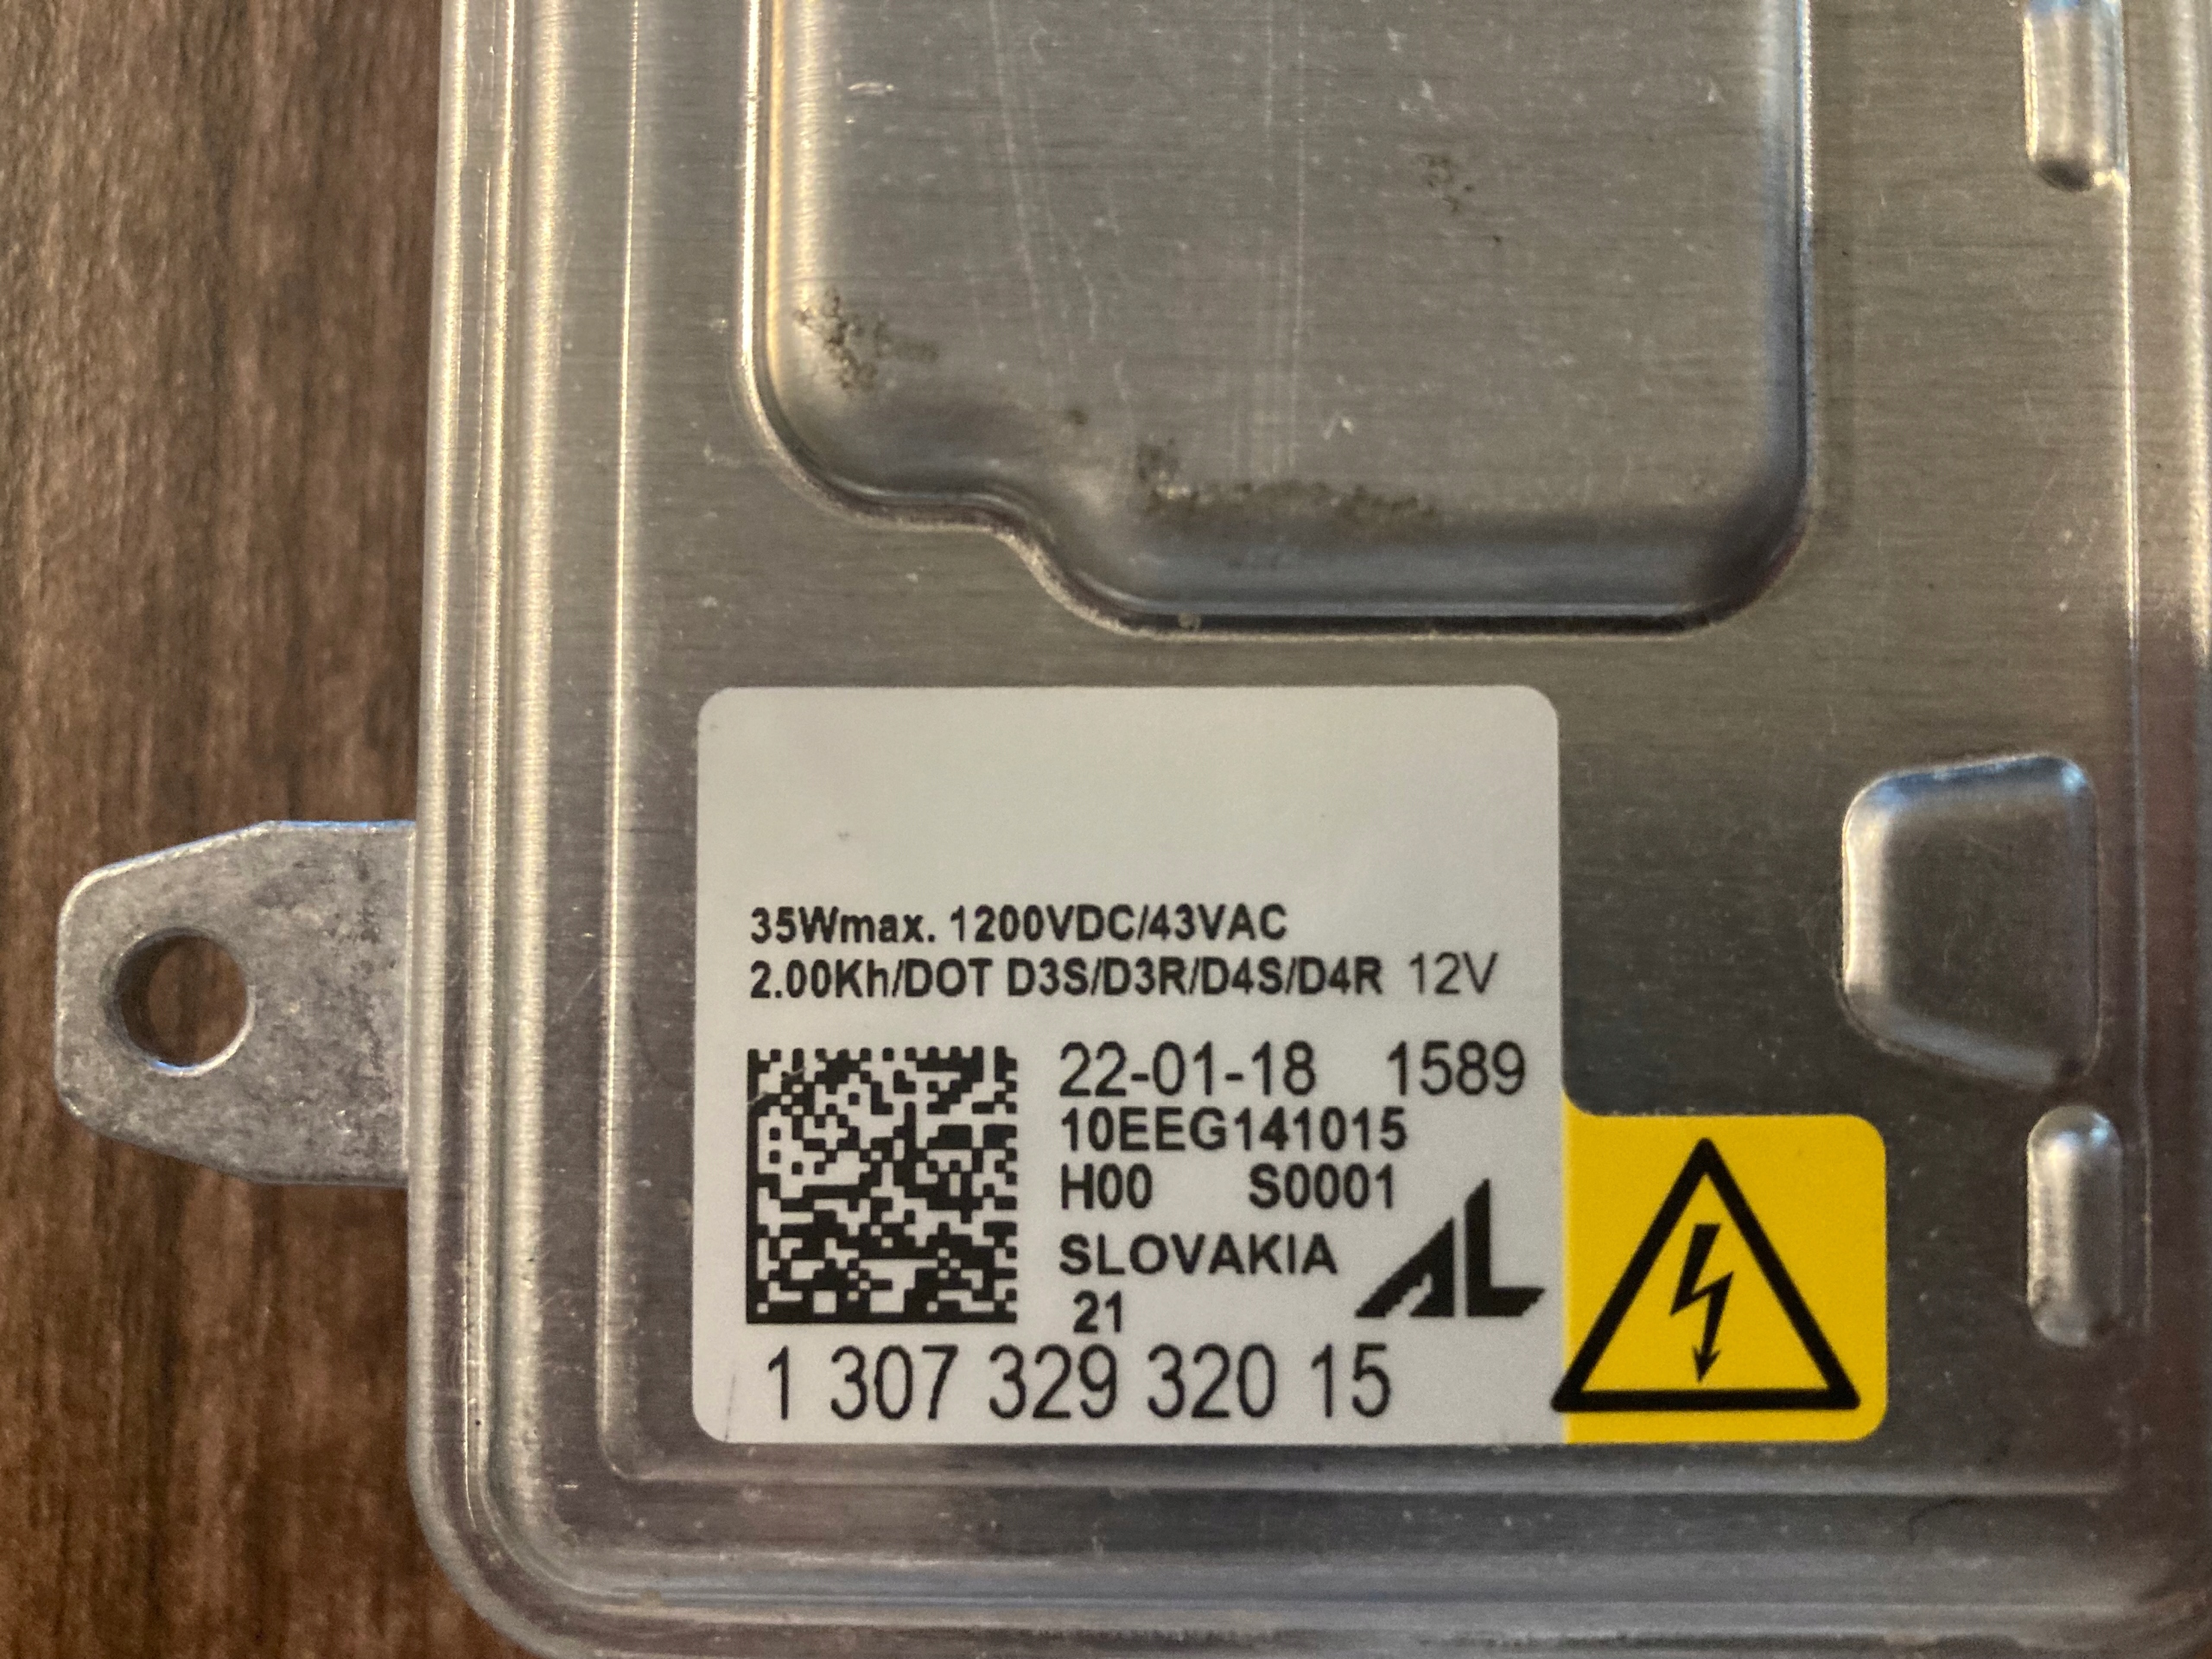 35Wmax. 1200VDC/43VAC
2.00Kh/DOT D3S/D3R/D4S/D4R 12V
22-01-18 1589
10EEG141015
H00 S0001
SLOVAKIA
AL
21
1 307 329 320 15